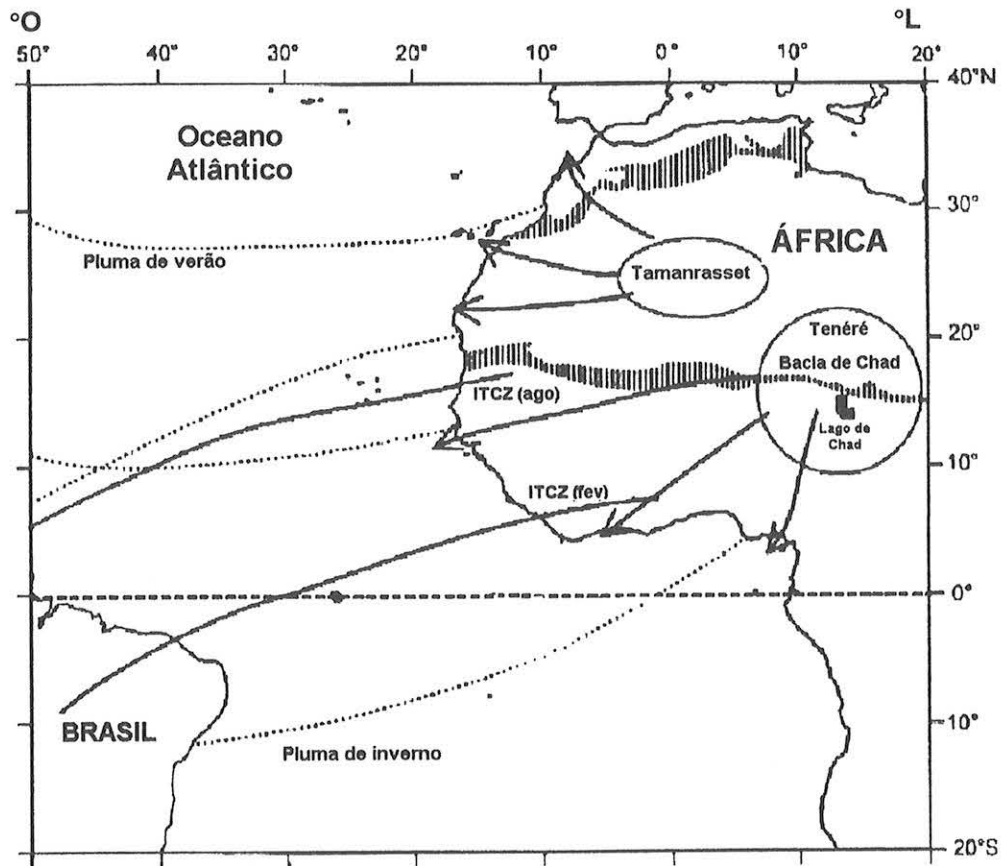 °O °L
50° 40° 30° 20° 10° 0° 10° 20°
40°N
Oceano
Atlântico
30°
ÁFRICA
Pluma de verão
Tamanrasset
20°
Tenéré
Bacia de Chad
ITCZ (ago)
Lago de
Chad
10°
ITCZ (fev)
0°
BRASIL
10°
Pluma de inverno
20°S